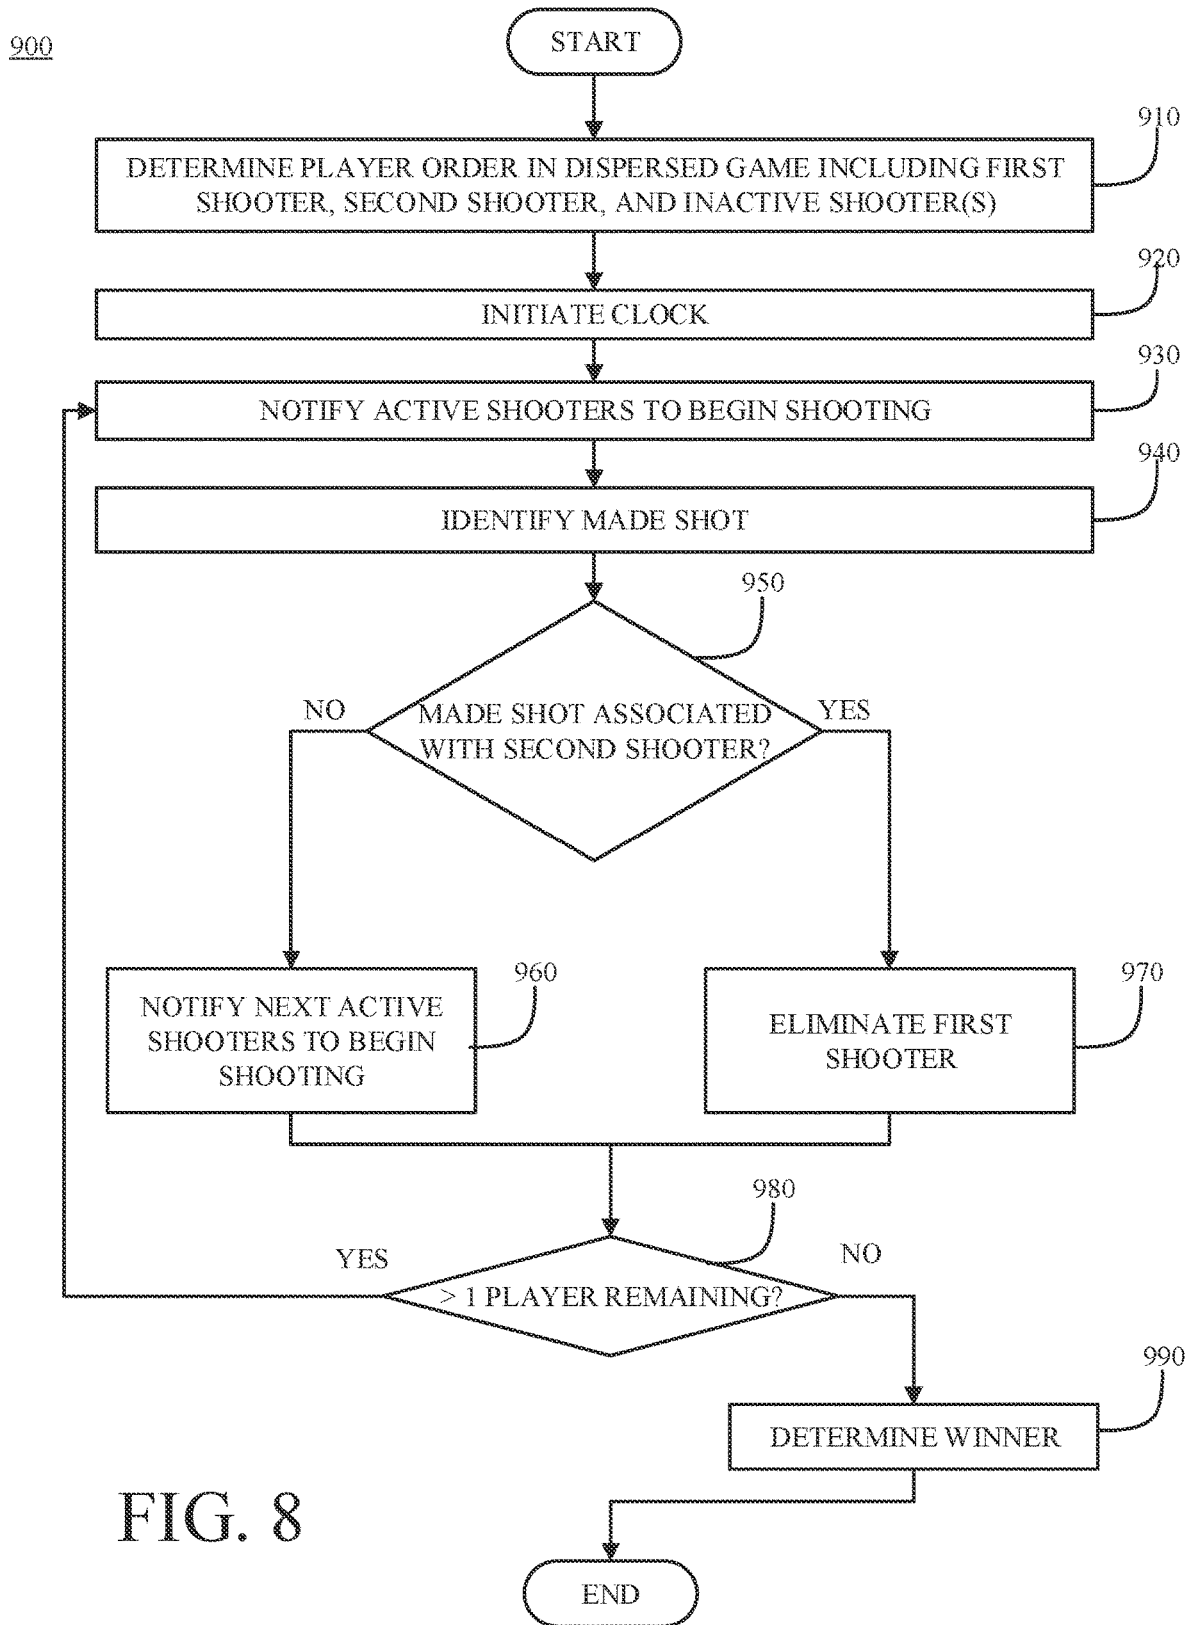 900
START
910
DETERMINE PLAYER ORDER IN DISPERSED GAME INCLUDING FIRST
SHOOTER, SECOND SHOOTER, AND INACTIVE SHOOTER(S)
920
INITIATE CLOCK
930
NOTIFY ACTIVE SHOOTERS TO BEGIN SHOOTING
940
IDENTIFY MADE SHOT
950
NO
YES
MADE SHOT ASSOCIATED
WITH SECOND SHOOTER?
960
NOTIFY NEXT ACTIVE
SHOOTERS TO BEGIN
SHOOTING
970
ELIMINATE FIRST
SHOOTER
980
YES
NO
> 1 PLAYER REMAINING?
990
DETERMINE WINNER
FIG. 8
END